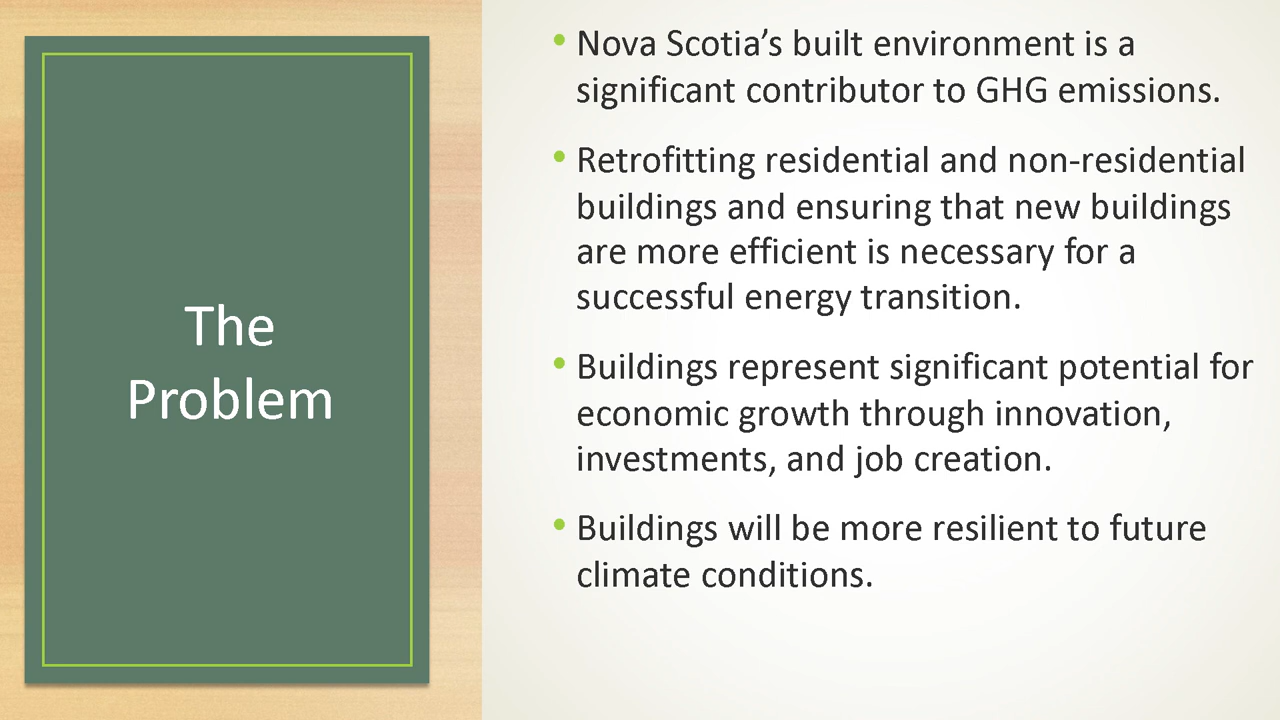 The
Problem
• Nova Scotia’s built environment is a
significant contributor to GHG emissions.
• Retrofitting residential and non-residential
buildings and ensuring that new buildings
are more efficient is necessary for a
successful energy transition.
• Buildings represent significant potential for
economic growth through innovation,
investments, and job creation.
• Buildings will be more resilient to future
climate conditions.